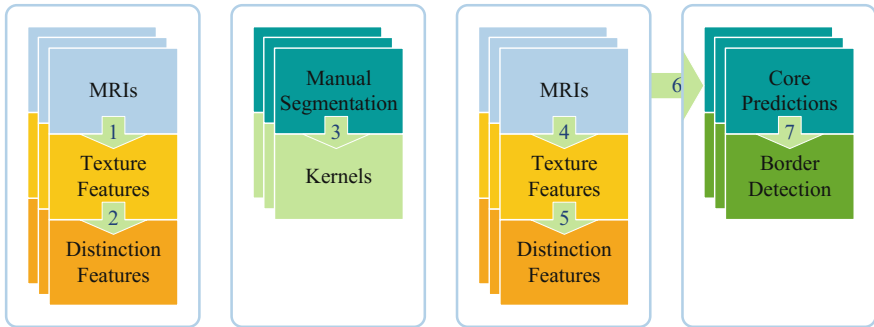 MRIs
1
Texture
Features
2
Distinction
Features
Manual
Segmentation
3
Kernels
MRIs
4
Texture
Features
5
Distinction
Features
6
Core
Predictions
7
Border
Detection